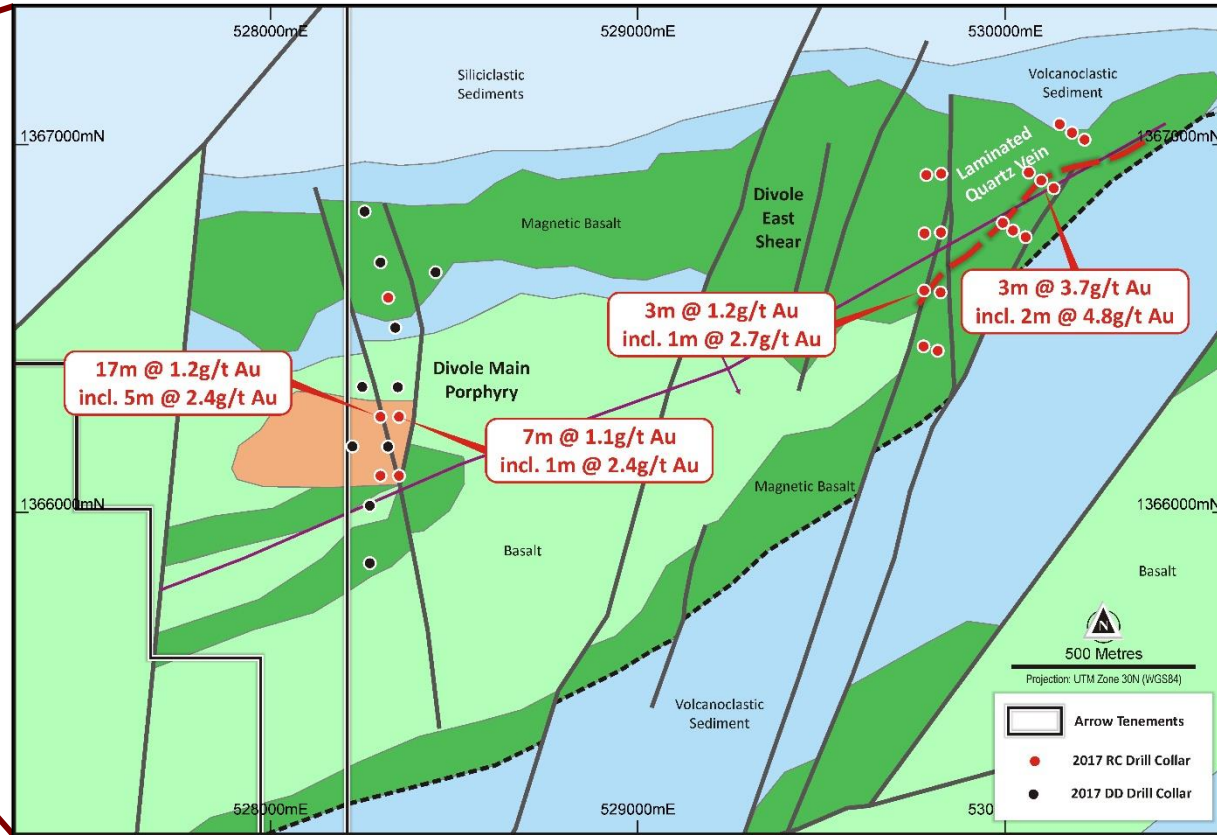 528000mE
529000mE
530000mE
Siliciclastic
Sediments
Volcanoclastic
Sediment
1367000mN
1367000mN
Laminated
Quartz Vein
Divole
East
Shear
Magnetic Basalt
3m @ 3.7g/t Au
incl. 2m @ 4.8g/t Au
3m @ 1.2g/t Au
incl. 1m @ 2.7g/t Au
17m @ 1.2g/t Au
incl. 5m @ 2.4g/t Au
Divole Main
Porphyry
7m @ 1.1g/t Au
incl. 1m @ 2.4g/t Au
Magnetic Basalt
1366000mN
1366000mN
Basalt
Basalt
N
500 Metres
Projection: UTM Zone 30N (WGS84)
Volcanoclastic
Sediment
Arrow Tenements
2017 RC Drill Collar
2017 DD Drill Collar
528000mE
529000mE
530